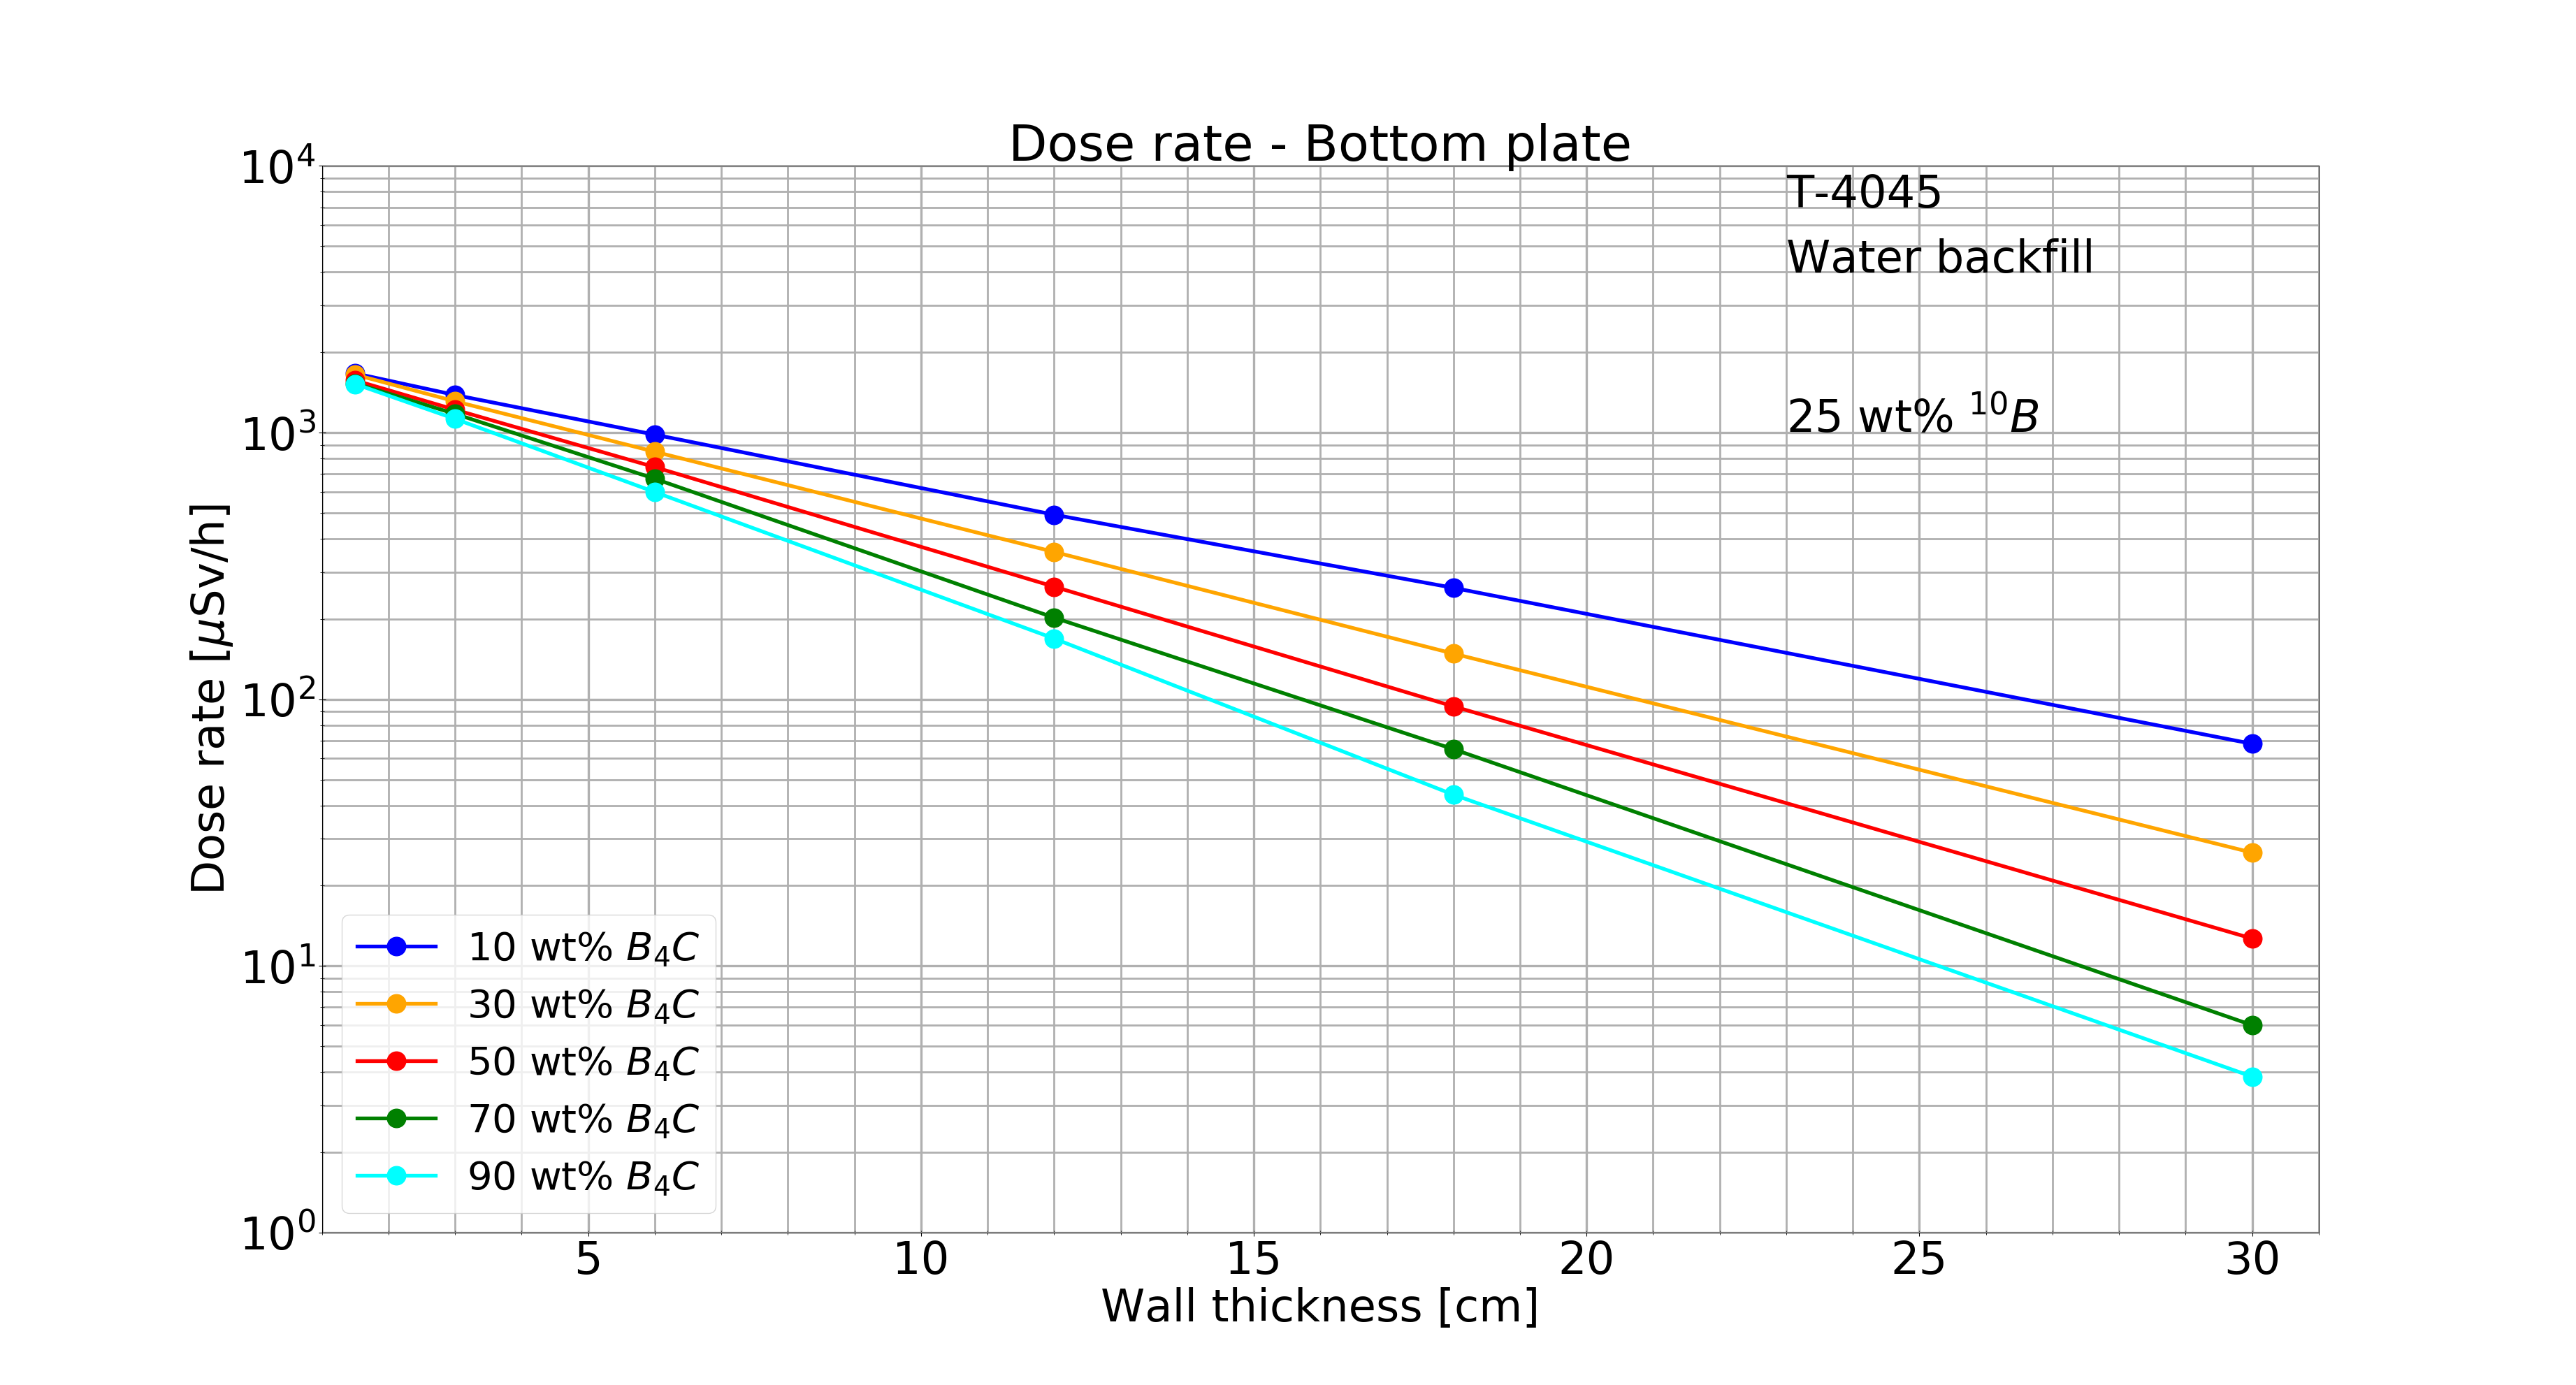 Dose rate - Bottom plate
T-4045
Water backfill
25 wt% ¹⁰B
Dose rate [μSv/h]
10⁴
10³
10²
10¹
10⁰
10 wt% B₄C
30 wt% B₄C
50 wt% B₄C
70 wt% B₄C
90 wt% B₄C
5 10 15 20 25 30
Wall thickness [cm]